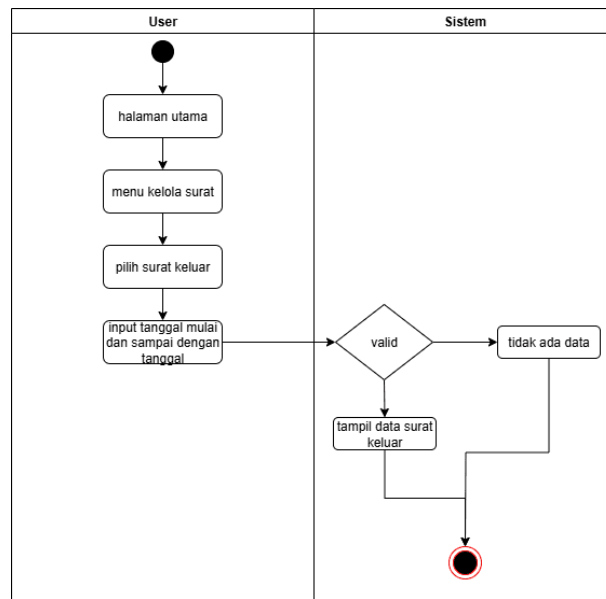 User
Sistem
halaman utama
menu kelola surat
pilih surat keluar
input tanggal mulai
dan sampai dengan
tanggal
valid
tidak ada data
tampil data surat
keluar